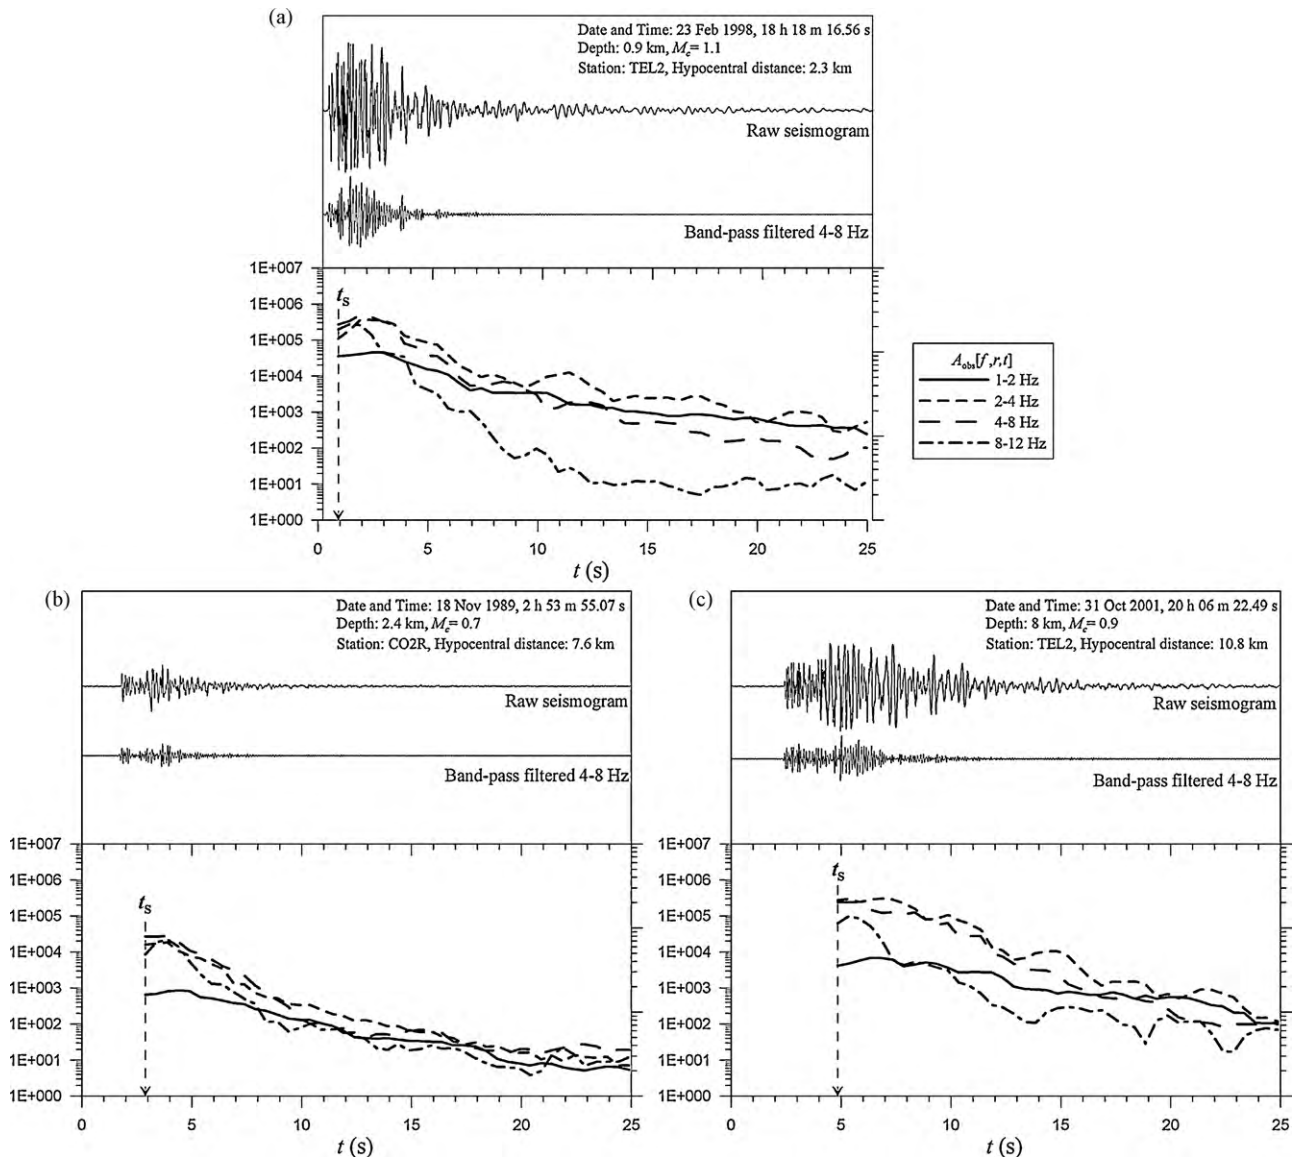 (a)
Date and Time: 23 Feb 1998, 18 h 18 m 16.56 s
Depth: 0.9 km, Mc= 1.1
Station: TEL2, Hypocentral distance: 2.3 km
Raw seismogram
Band-pass filtered 4-8 Hz
1E+007
1E+006
1E+005
1E+004
1E+003
1E+002
1E+001
1E+000
ts
0 5 10 15 20 25
t (s)
Aobs[f,r,t]
1-2 Hz
2-4 Hz
4-8 Hz
8-12 Hz
(b)
Date and Time: 18 Nov 1989, 2 h 53 m 55.07 s
Depth: 2.4 km, Mc= 0.7
Station: CO2R, Hypocentral distance: 7.6 km
Raw seismogram
Band-pass filtered 4-8 Hz
1E+007
1E+006
1E+005
1E+004
1E+003
1E+002
1E+001
1E+000
ts
0 5 10 15 20 25
t (s)
(c)
Date and Time: 31 Oct 2001, 20 h 06 m 22.49 s
Depth: 8 km, Mc= 0.9
Station: TEL2, Hypocentral distance: 10.8 km
Raw seismogram
Band-pass filtered 4-8 Hz
1E+007
1E+006
1E+005
1E+004
1E+003
1E+002
1E+001
1E+000
ts
0 5 10 15 20 25
t (s)